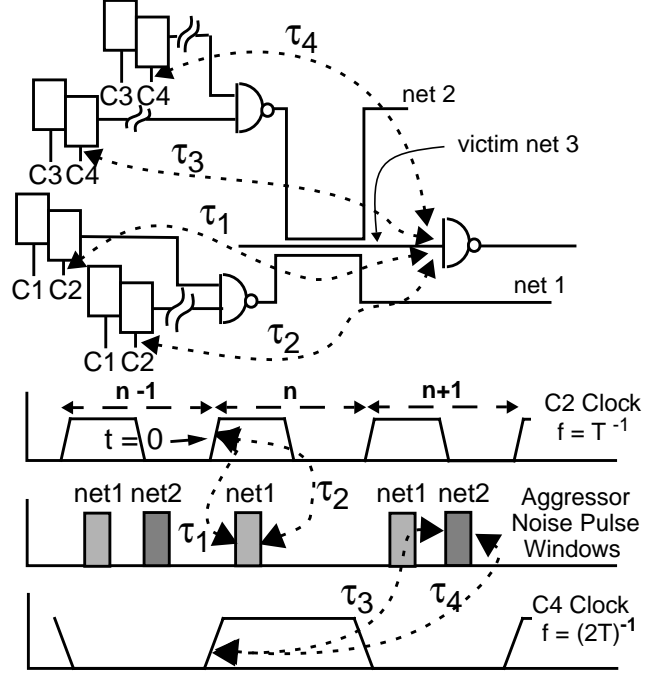 τ4
C3 C4
net 2
victim net 3
τ3
C3 C4
τ1
C1 C2
net 1
τ2
C1 C2
n -1
n
n+1
C2 Clock
f = T -1
t = 0
net1
net2
net1
net1
net2
τ1
τ2
Aggressor
Noise Pulse
Windows
τ3
τ4
C4 Clock
f = (2T)-1